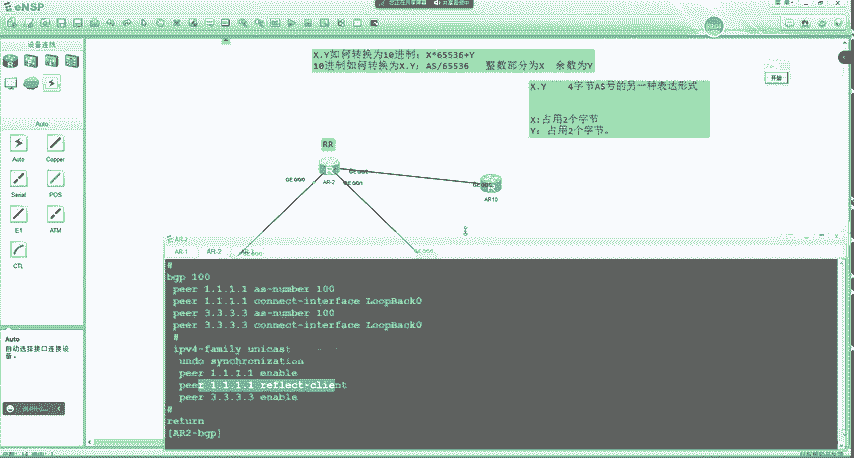 eNSP
设备连线
X.Y如何转换为10进制：X*65536+Y
10进制如何转换为X.Y：AS/65536 整数部分为X 余数为Y
X.Y 4字节AS号的另一种表达形式
X:占用2个字节
Y：占用2个字节。
开始
Auto
Auto
Copper
Serial
POS
E1
ATM
CTL
RR
AR-2
GE 0/0/0
GE 0/0/1
AR10
AR-1
AR-2
#
bgp 100
peer 1.1.1.1 as-number 100
peer 1.1.1.1 connect-interface LoopBack0
peer 3.3.3.3 as-number 100
peer 3.3.3.3 connect-interface LoopBack0
#
ipv4-family unicast
undo synchronization
peer 1.1.1.1 enable
peer 1.1.1.1 reflect-client
peer 3.3.3.3 enable
#
return
[AR2-bgp]
Auto
自动选择接口连接设备。